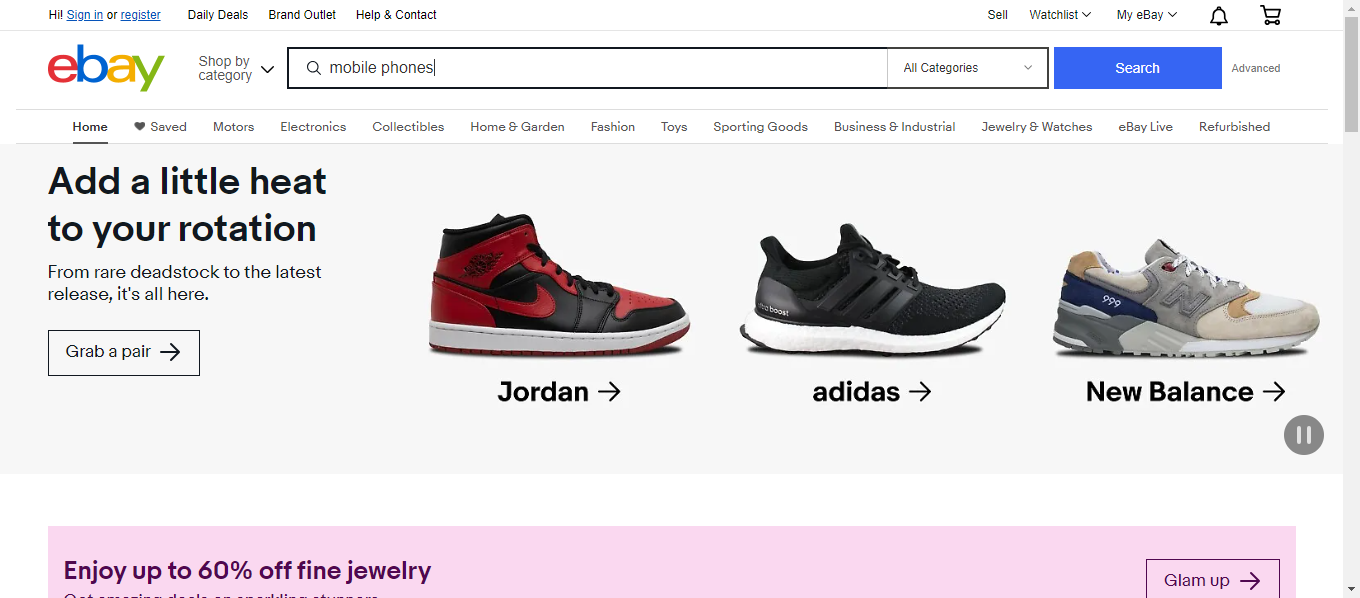 Hi! Sign in or register Daily Deals Brand Outlet Help & Contact Sell Watchlist My eBay
ebay
Shop by
category
mobile phones
All Categories
Search
Advanced
Home Saved Motors Electronics Collectibles Home & Garden Fashion Toys Sporting Goods Business & Industrial Jewelry & Watches eBay Live Refurbished
Add a little heat
to your rotation
From rare deadstock to the latest
release, it's all here.
Grab a pair
ultra boost
999
N
Jordan
adidas
New Balance
Enjoy up to 60% off fine jewelry
Glam up